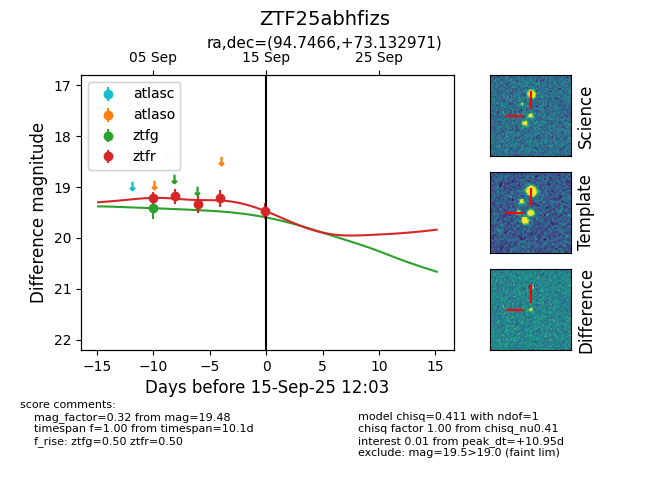 ZTF25abhfizs
ra,dec=(94.7466,+73.132971)
05 Sep
15 Sep
25 Sep
17
18
19
20
21
22
Difference magnitude
atlasc
atlaso
ztfg
ztfr
−15
−10
−5
0
5
10
15
Days before 15-Sep-25 12:03
Science
Template
Difference
score comments:
mag_factor=0.32 from mag=19.48
timespan f=1.00 from timespan=10.1d
f_rise: ztfg=0.50 ztfr=0.50
model chisq=0.411 with ndof=1
chisq factor 1.00 from chisq_nu0.41
interest 0.01 from peak_dt=+10.95d
exclude: mag=19.5>19.0 (faint lim)